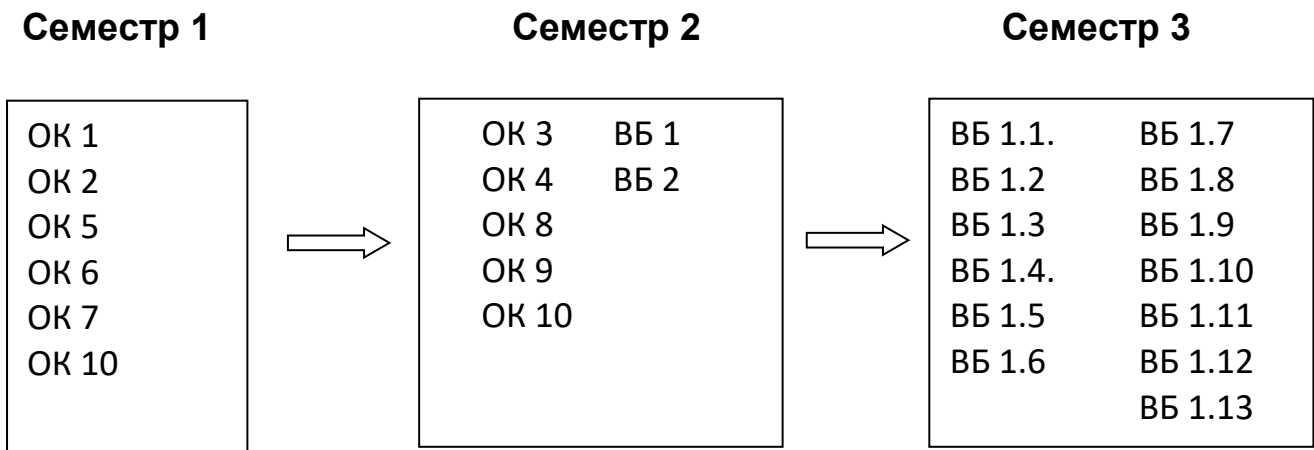 Семестр 1
Семестр 2
Семестр 3
ОК 1
ОК 2
ОК 5
ОК 6
ОК 7
ОК 10
ОК 3 ВБ 1
ОК 4 ВБ 2
ОК 8
ОК 9
ОК 10
ВБ 1.1. ВБ 1.7
ВБ 1.2 ВБ 1.8
ВБ 1.3 ВБ 1.9
ВБ 1.4. ВБ 1.10
ВБ 1.5 ВБ 1.11
ВБ 1.6 ВБ 1.12
ВБ 1.13